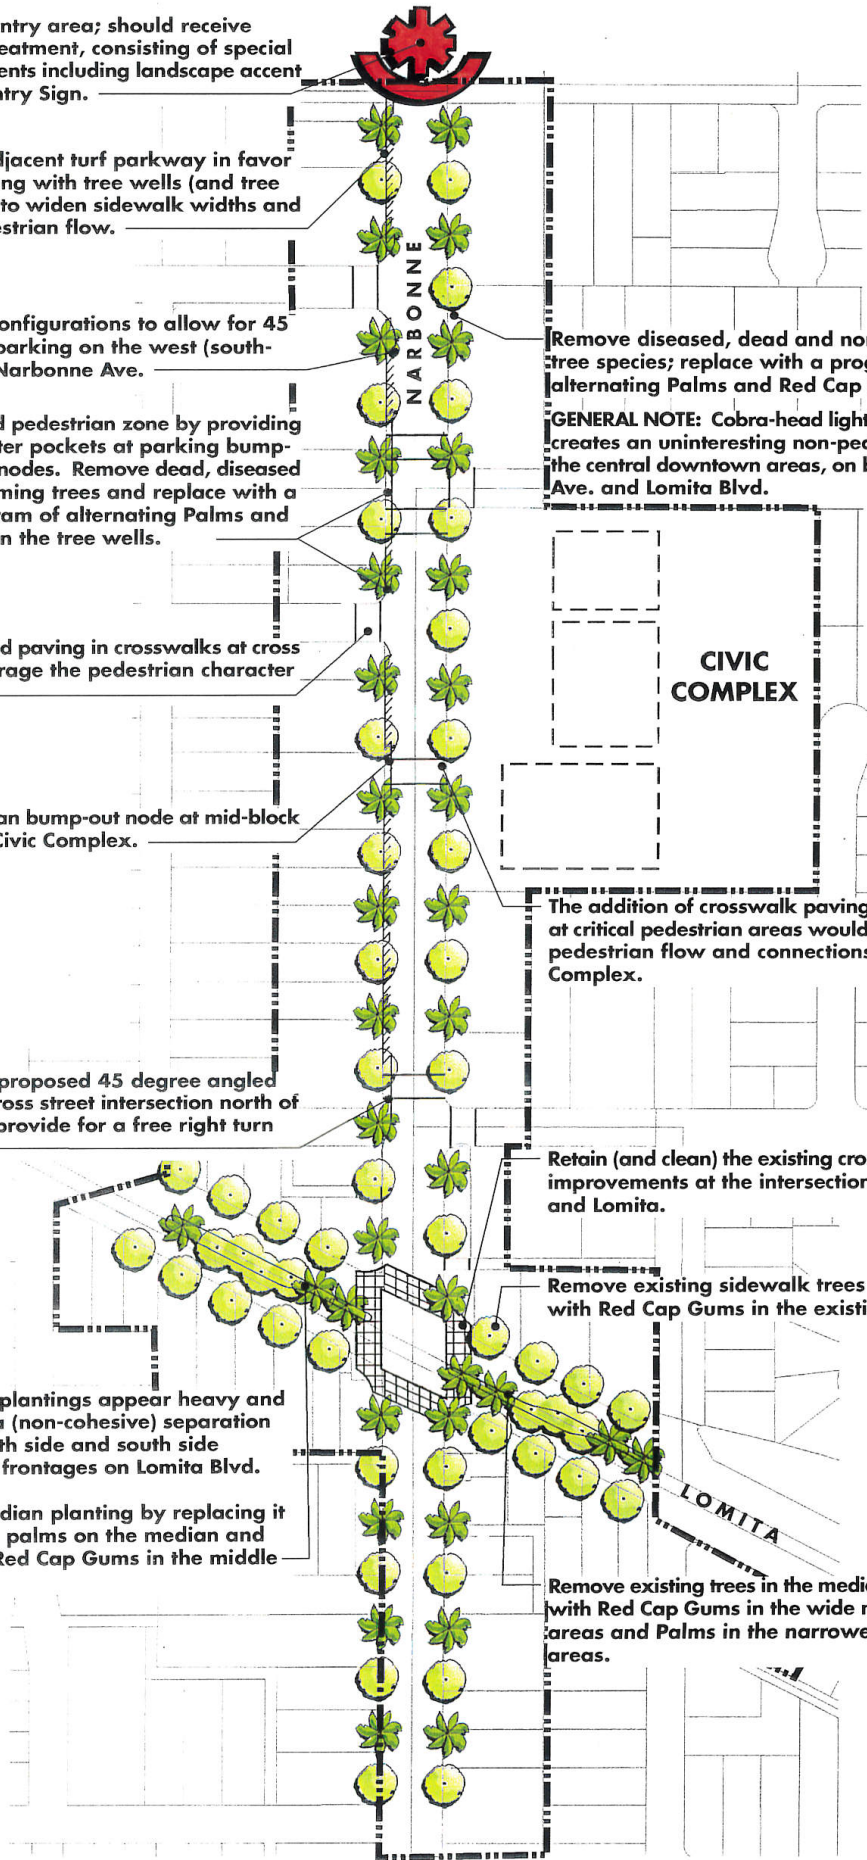 ntry area; should receive
eatment, consisting of special
ents including landscape accent
ntry Sign.
djacent turf parkway in favor
ng with tree wells (and tree
to widen sidewalk widths and
estrian flow.
NARBONNE
onfigurations to allow for 45
parking on the west (south-
Narbonne Ave.
Remove diseased, dead and no
tree species; replace with a pro
alternating Palms and Red Cap
GENERAL NOTE: Cobra-head light
creates an uninteresting non-pe
the central downtown areas, on b
Ave. and Lomita Blvd.
d pedestrian zone by providing
ter pockets at parking bump-
nodes. Remove dead, diseased
ming trees and replace with a
ram of alternating Palms and
n the tree wells.
d paving in crosswalks at cross
rage the pedestrian character
CIVIC
COMPLEX
an bump-out node at mid-block
Civic Complex.
The addition of crosswalk paving
at critical pedestrian areas would
pedestrian flow and connections
Complex.
proposed 45 degree angled
ross street intersection north of
provide for a free right turn
Retain (and clean) the existing cro
improvements at the intersection
and Lomita.
Remove existing sidewalk trees
with Red Cap Gums in the existi
plantings appear heavy and
a (non-cohesive) separation
th side and south side
frontages on Lomita Blvd.
dian planting by replacing it
palms on the median and
Red Cap Gums in the middle
LOMITA
Remove existing trees in the medi
with Red Cap Gums in the wide
areas and Palms in the narrowe
areas.